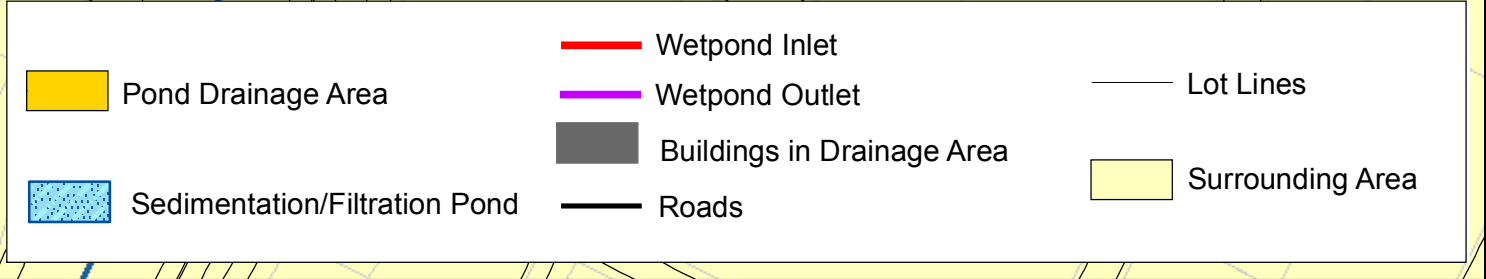 Pond Drainage Area
Sedimentation/Filtration Pond
Wetpond Inlet
Wetpond Outlet
Buildings in Drainage Area
Roads
Lot Lines
Surrounding Area